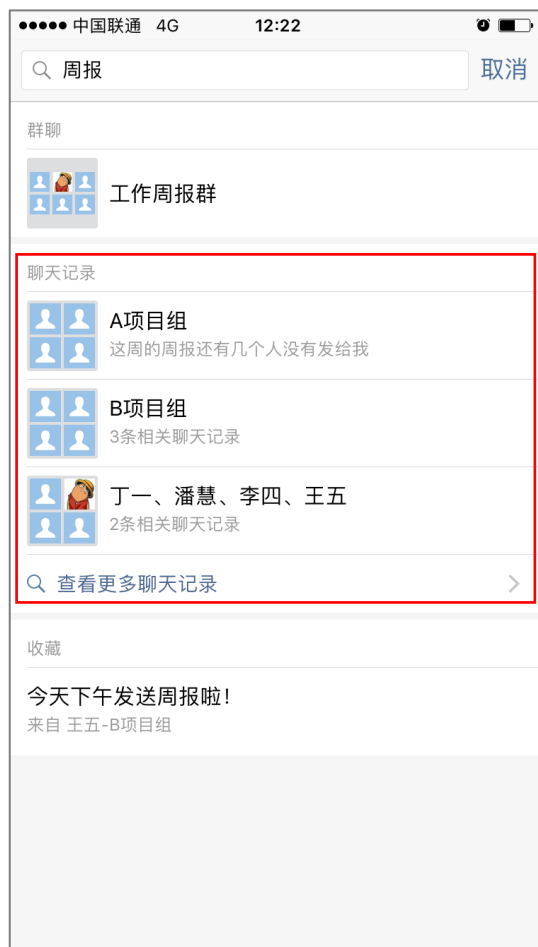 中国联通 4G 12:22
周报 取消
群聊
工作周报群
聊天记录
A项目组
这周的周报还有几个人没有发给我
B项目组
3条相关聊天记录
丁一、潘慧、李四、王五
2条相关聊天记录
查看更多聊天记录
收藏
今天下午发送周报啦!
来自 王五-B项目组